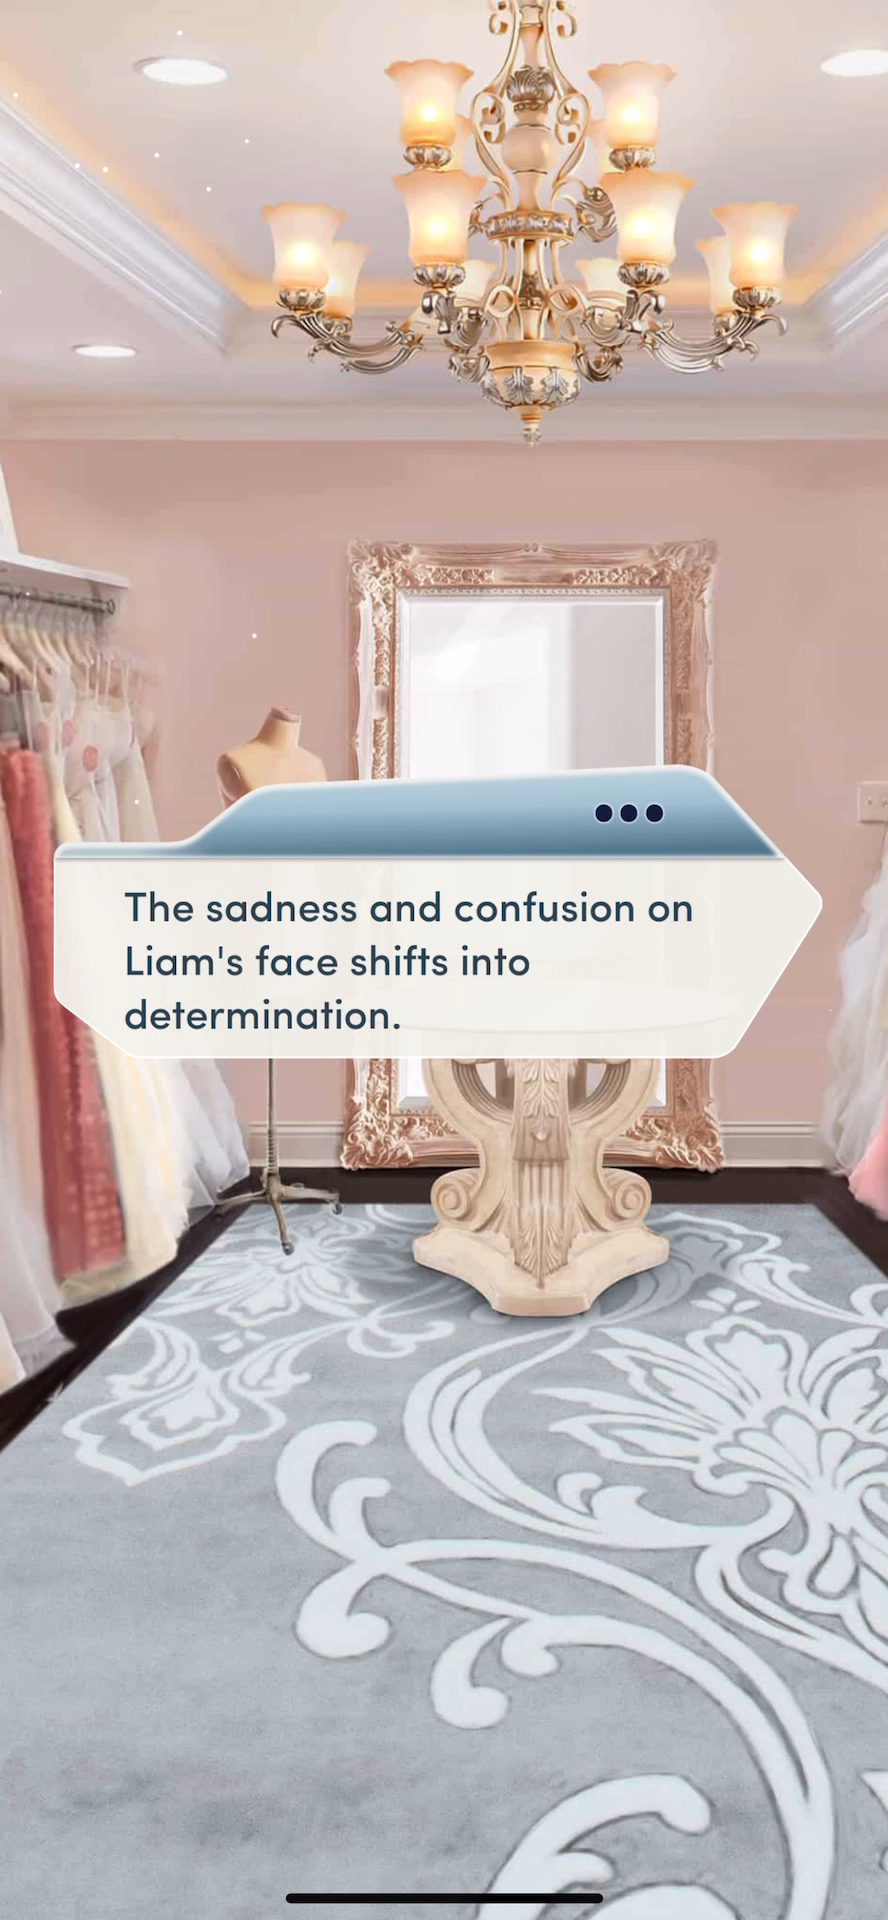 The sadness and confusion on
Liam's face shifts into
determination.